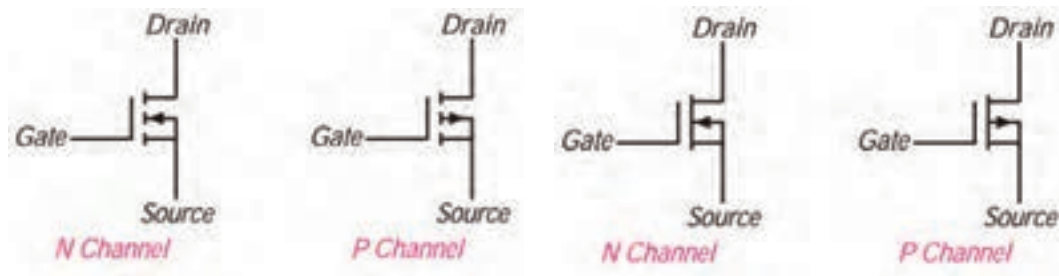 Drain
Gate
Source
N Channel
Drain
Gate
Source
P Channel
Drain
Gate
Source
N Channel
Drain
Gate
Source
P Channel